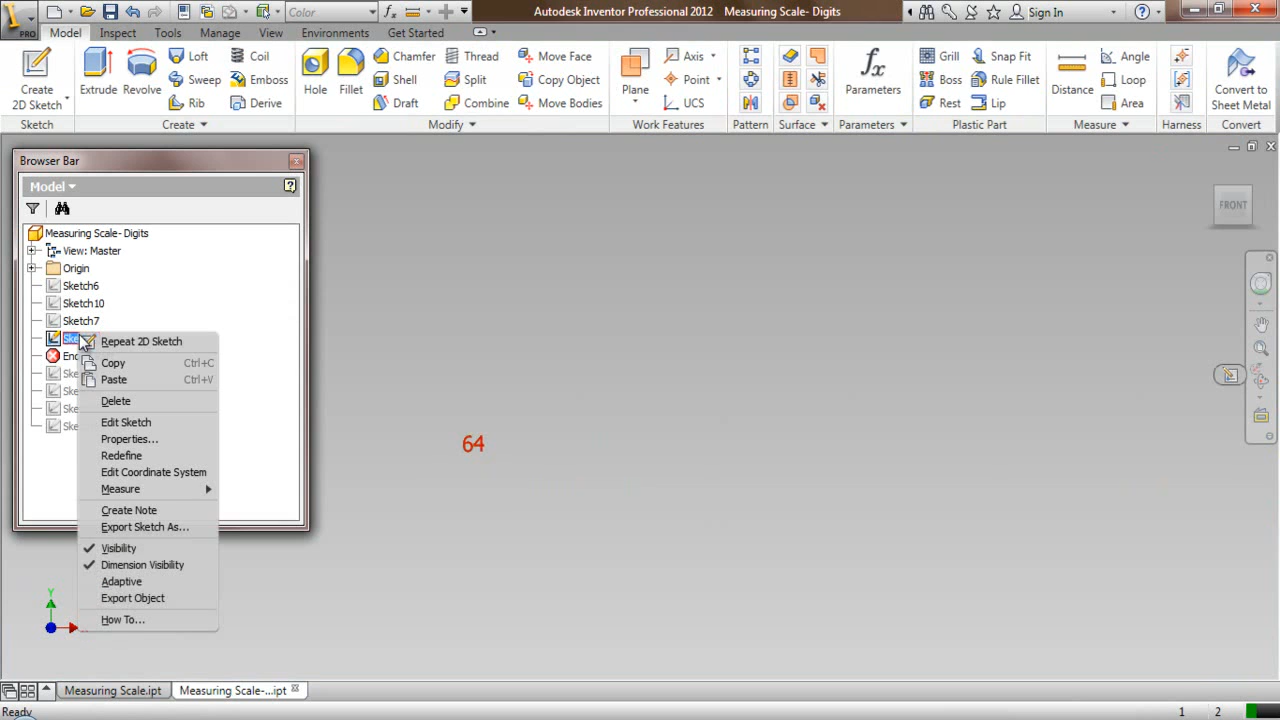 PRO
Color
Autodesk Inventor Professional 2012 Measuring Scale- Digits
Sign In
Model Inspect Tools Manage View Environments Get Started
Create
2D Sketch
Extrude
Revolve
Loft
Sweep
Rib
Coil
Emboss
Derive
Hole
Fillet
Chamfer
Shell
Draft
Thread
Split
Combine
Move Face
Copy Object
Move Bodies
Plane
Axis
Point
UCS
Parameters
Grill
Boss
Rest
Snap Fit
Rule Fillet
Lip
Distance
Angle
Loop
Area
Convert to
Sheet Metal
Sketch Create Modify Work Features Pattern Surface Parameters Plastic Part Measure Harness Convert
Browser Bar
Model
Measuring Scale- Digits
View: Master
Origin
Sketch6
Sketch10
Sketch7
Repeat 2D Sketch
Copy Ctrl+C
Paste Ctrl+V
Delete
Edit Sketch
Properties...
Redefine
Edit Coordinate System
Measure
Create Note
Export Sketch As...
Visibility
Dimension Visibility
Adaptive
Export Object
How To...
64
FRONT
Y
Measuring Scale.ipt Measuring Scale-...ipt
Ready 1 2